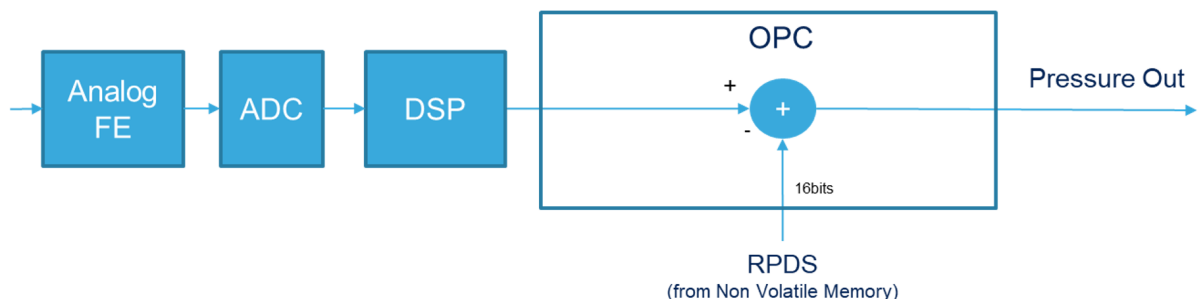 OPC
Analog
FE
ADC
DSP
+
-
+
Pressure Out
16bits
RPDS
(from Non Volatile Memory)